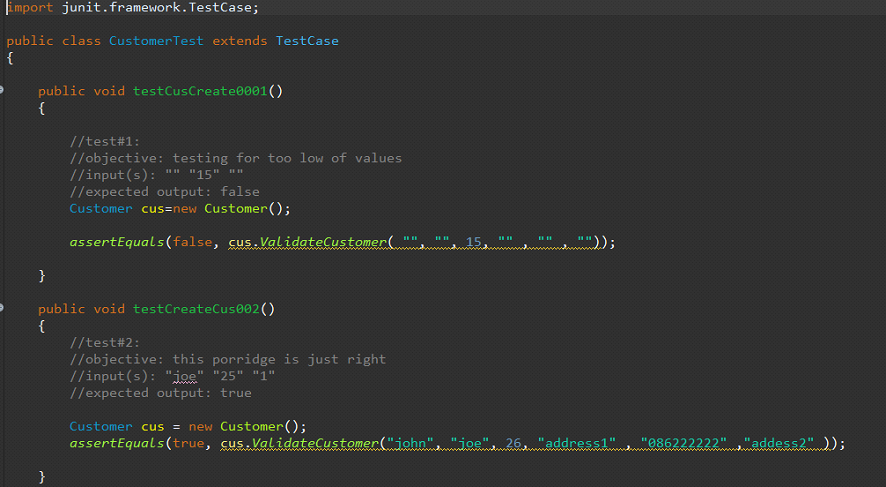 import junit.framework.TestCase;
public class CustomerTest extends TestCase
{
public void testCusCreate0001()
{
//test#1:
//objective: testing for too low of values
//input(s): "" "15" ""
//expected output: false
Customer cus=new Customer();
assertEquals(false, cus.ValidateCustomer( "", "", 15, "" , "" , ""));
}
public void testCreateCus002()
{
//test#2:
//objective: this porridge is just right
//input(s): "joe" "25" "1"
//expected output: true
Customer cus = new Customer();
assertEquals(true, cus.ValidateCustomer("john", "joe", 26, "address1" , "086222222" ,"addess2" ));
}